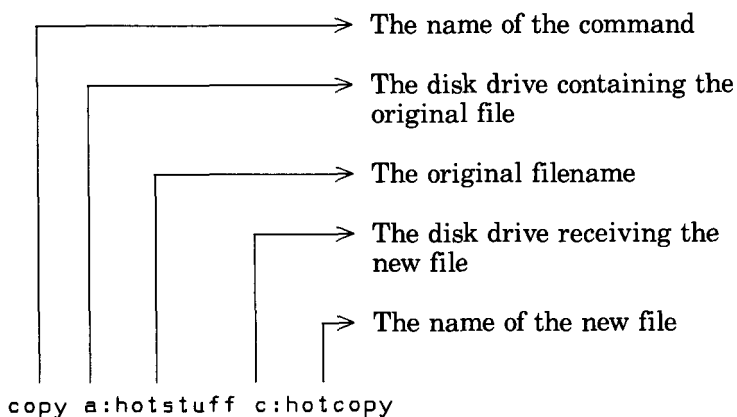 The name of the command
The disk drive containing the
original file
The original filename
The disk drive receiving the
new file
The name of the new file
copy a:hotstuff c:hotcopy